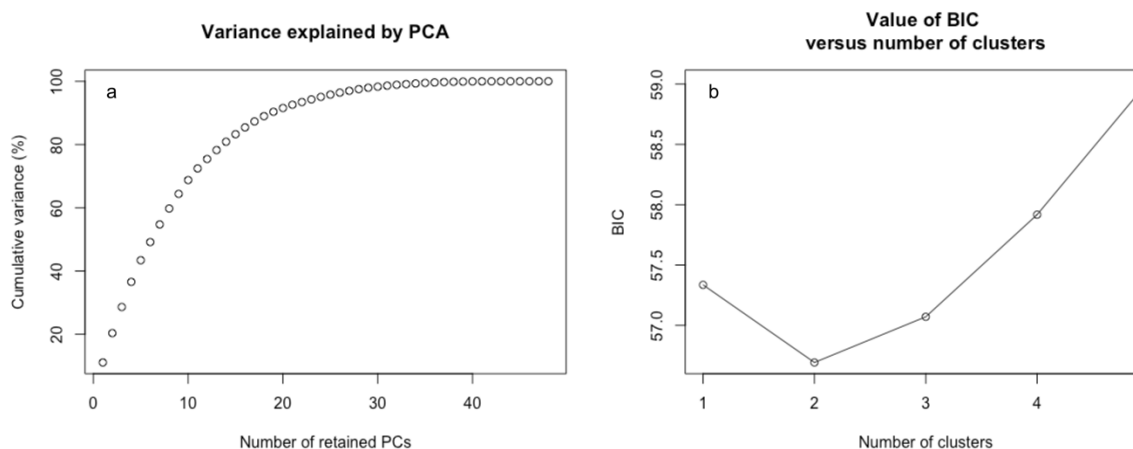 Variance explained by PCA
a
100
80
60
40
20
Cumulative variance (%)
0 10 20 30 40
Number of retained PCs
Value of BIC
versus number of clusters
b
59.0
58.5
58.0
57.5
57.0
BIC
1 2 3 4
Number of clusters